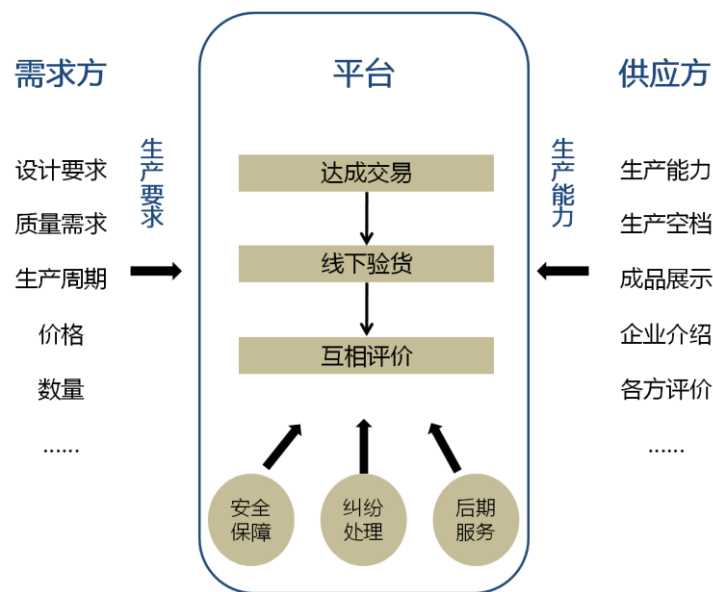 需求方
设计要求
质量需求
生产周期
价格
数量
......
生产要求
平台
达成交易
线下验货
互相评价
安全
保障
纠纷
处理
后期
服务
生产能力
供应方
生产能力
生产空档
成品展示
企业介绍
各方评价
......